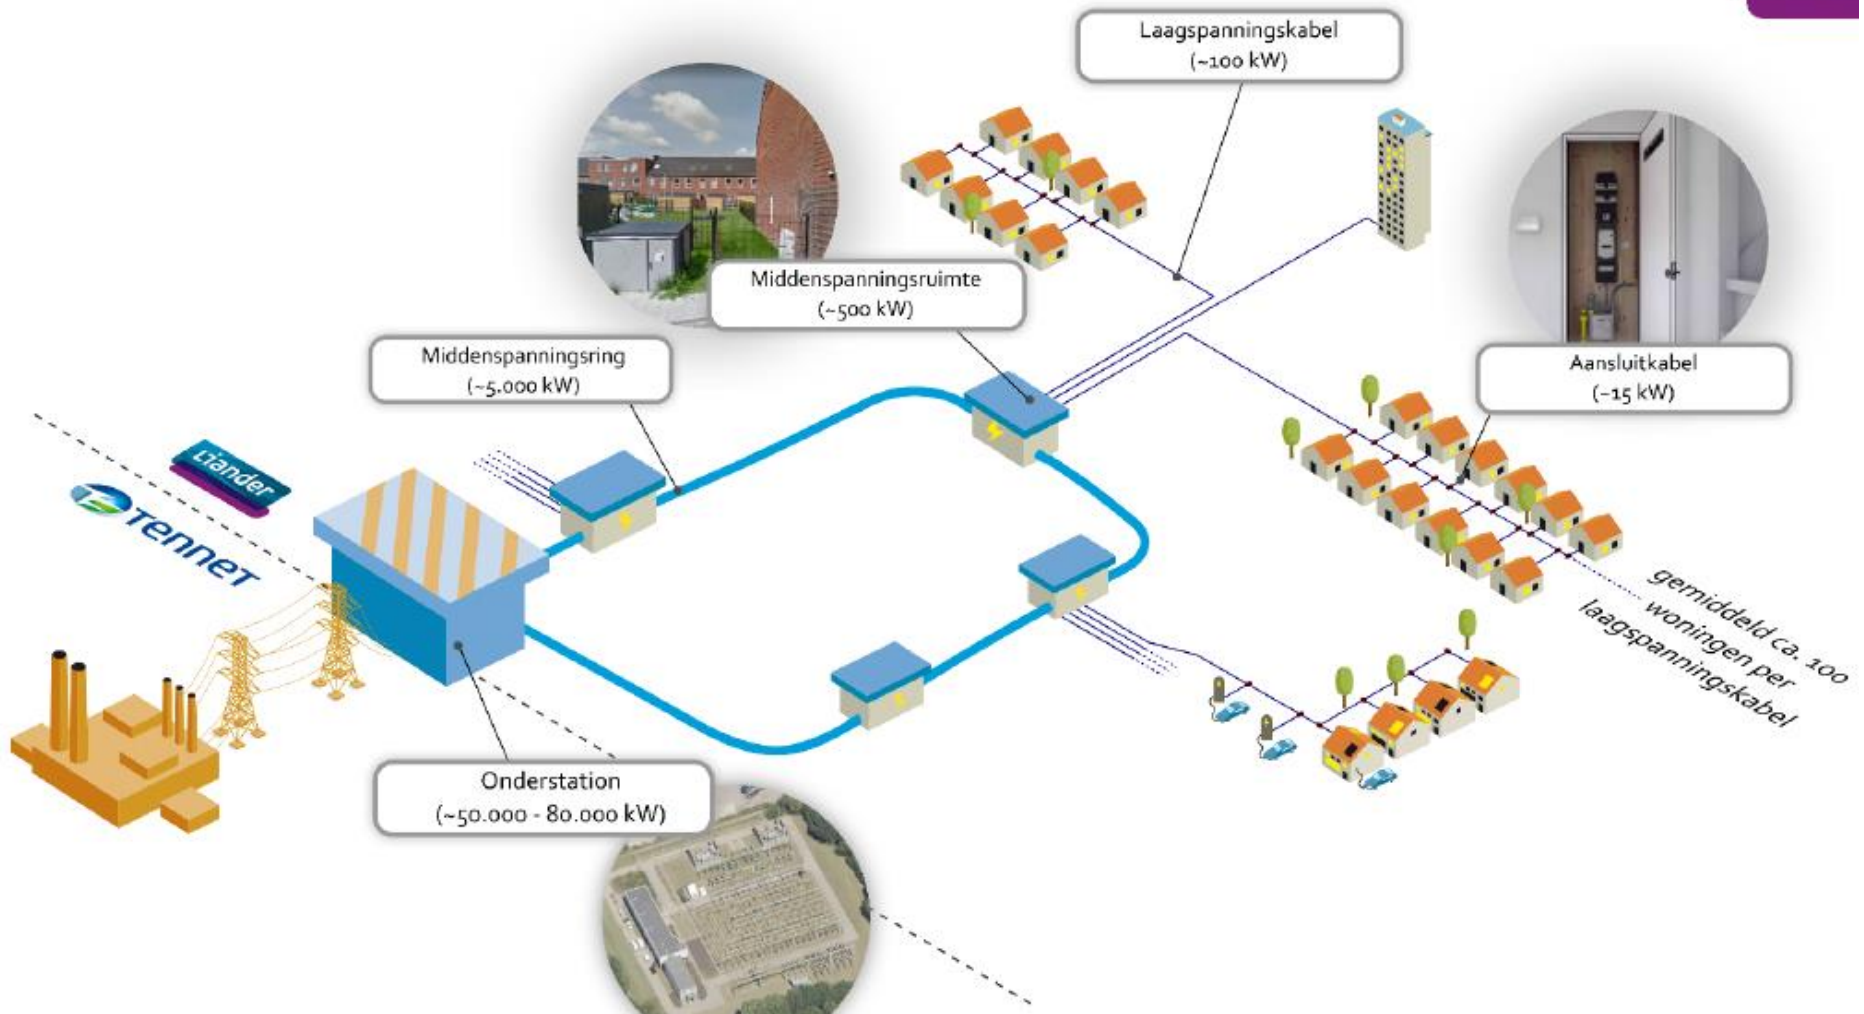 Laagspanningskabel
(~100 kW)
Middenspanningsruimte
(~500 kW)
Middenspanningsring
(~5.000 kW)
Aansluitkabel
(~15 kW)
Liander
Tennet
gemiddeld ca. 100
woningen per
laagspanningskabel
Onderstation
(~50.000 - 80.000 kW)